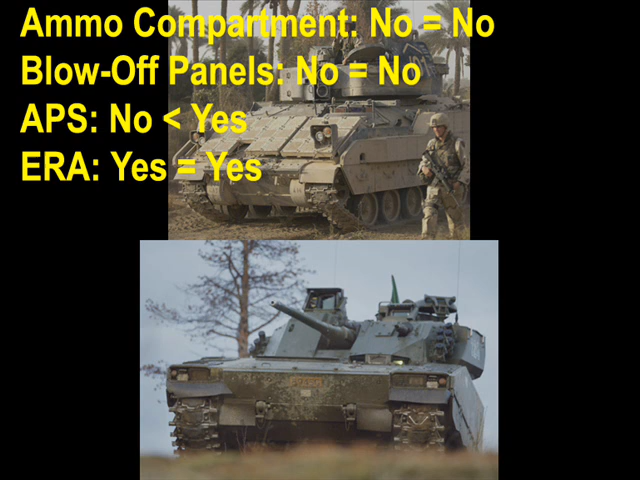 Ammo Compartment: No = No
Blow-Off Panels: No = No
APS: No < Yes
ERA: Yes = Yes